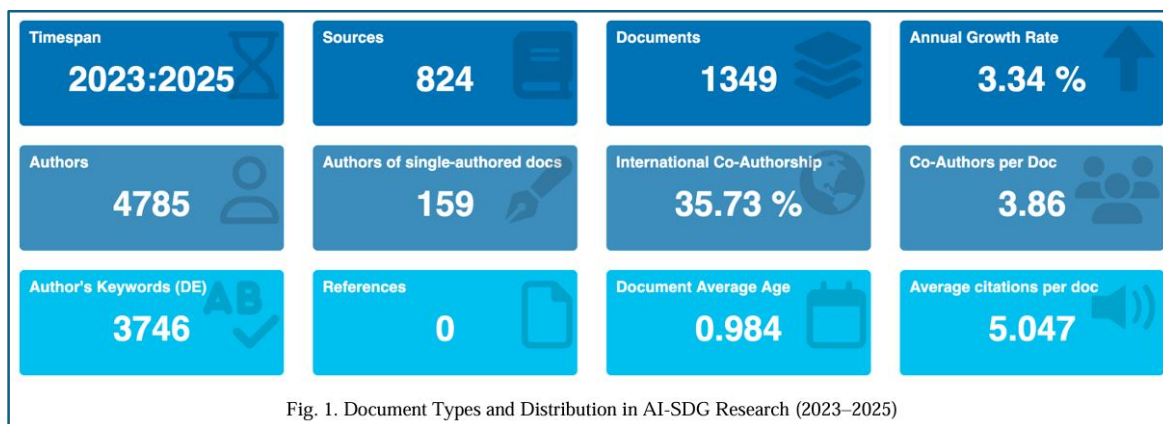 Timespan
2023:2025
Sources
824
Documents
1349
Annual Growth Rate
3.34 %
Authors
4785
Authors of single-authored docs
159
International Co-Authorship
35.73 %
Co-Authors per Doc
3.86
Author's Keywords (DE)
AB
3746
References
0
Document Average Age
0.984
Average citations per doc
5.047
Fig. 1. Document Types and Distribution in AI-SDG Research (2023–2025)